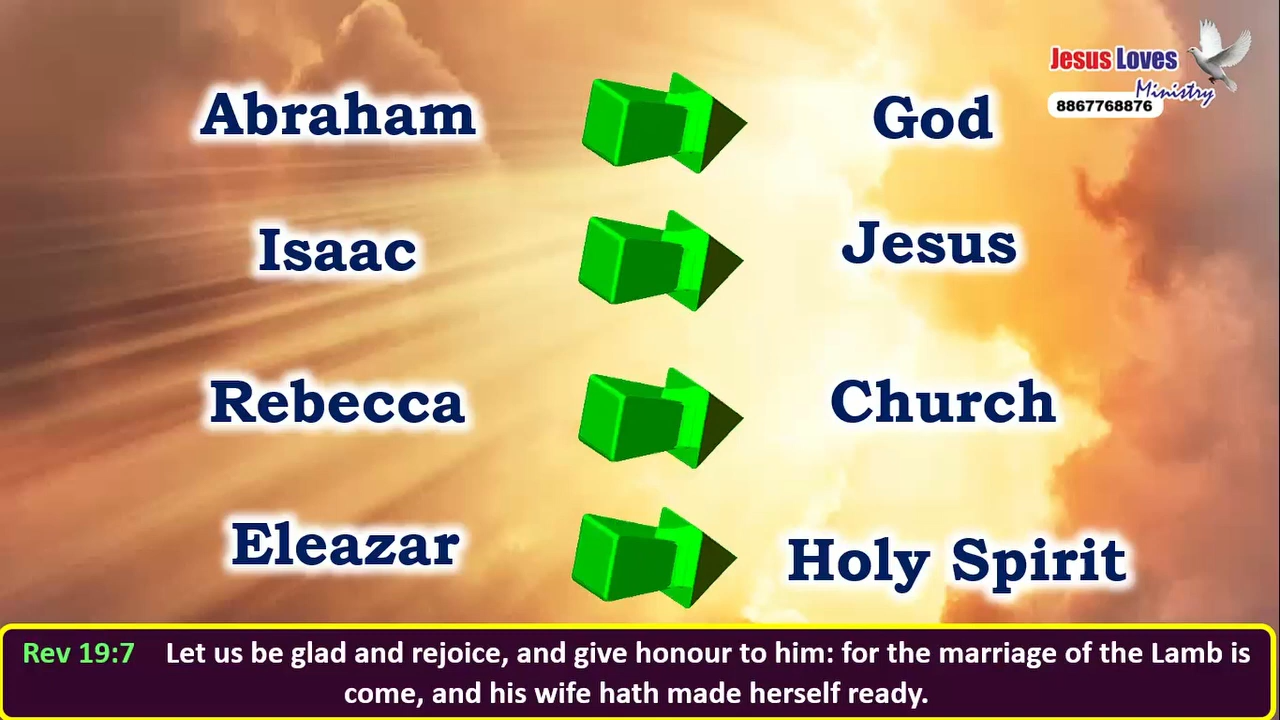 Jesus Loves
Ministry
8867768876
Abraham God
Isaac Jesus
Rebecca Church
Eleazar Holy Spirit
Rev 19:7 Let us be glad and rejoice, and give honour to him: for the marriage of the Lamb is
come, and his wife hath made herself ready.